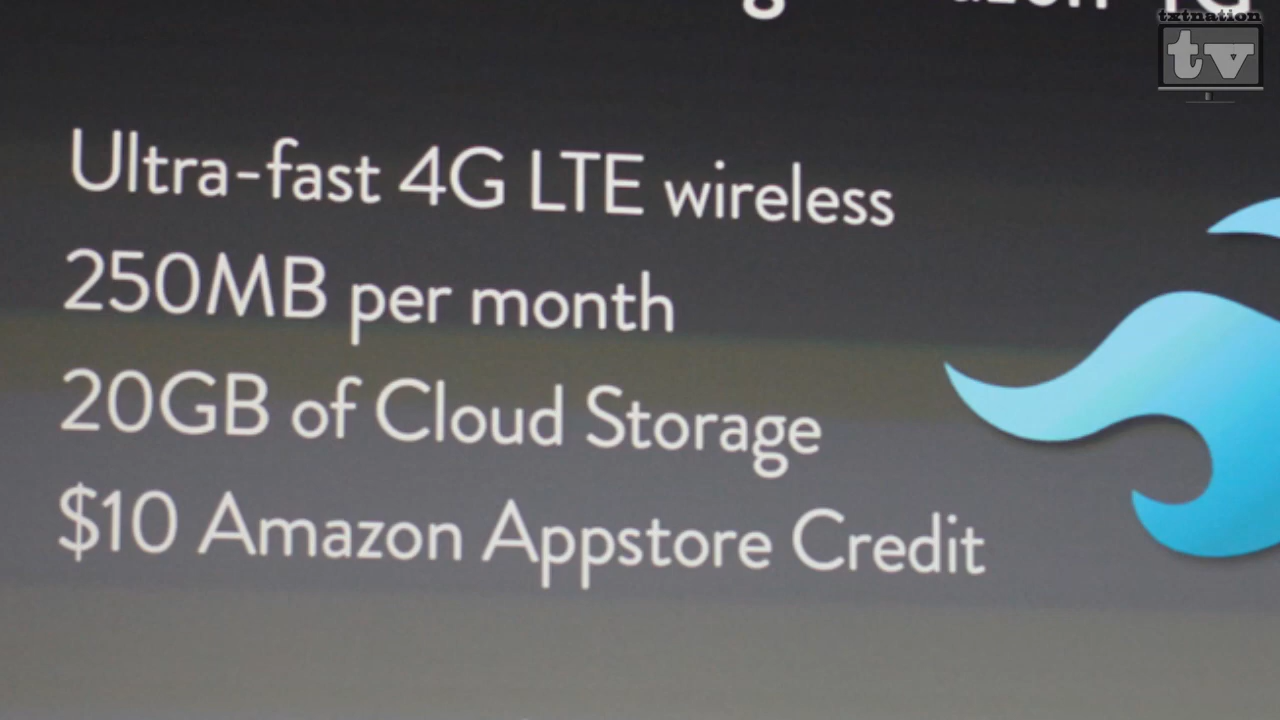 txtnation
tv
Ultra-fast 4G LTE wireless
250MB per month
20GB of Cloud Storage
$10 Amazon Appstore Credit